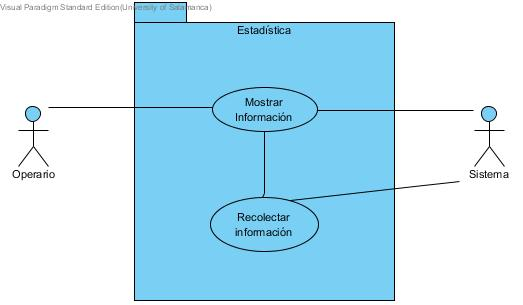 Visual Paradigm Standard Edition(University of Salamanca)
Estadística
Mostrar
Información
Operario
Sistema
Recolectar
información